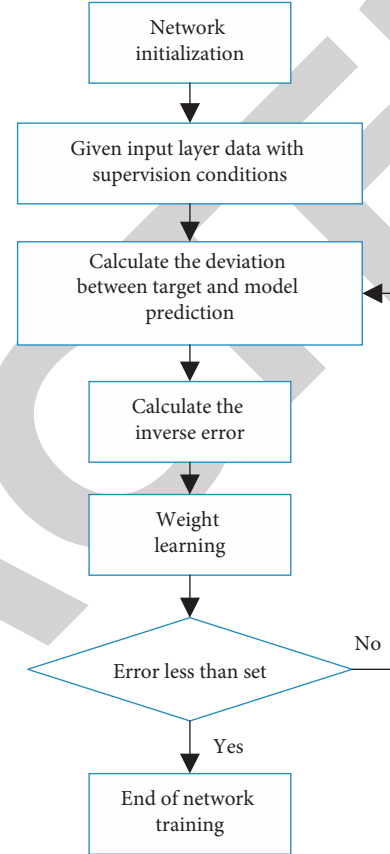 Network
initialization
Given input layer data with
supervision conditions
Calculate the deviation
between target and model
prediction
Calculate the
inverse error
Weight
learning
Error less than set
No
Yes
End of network
training